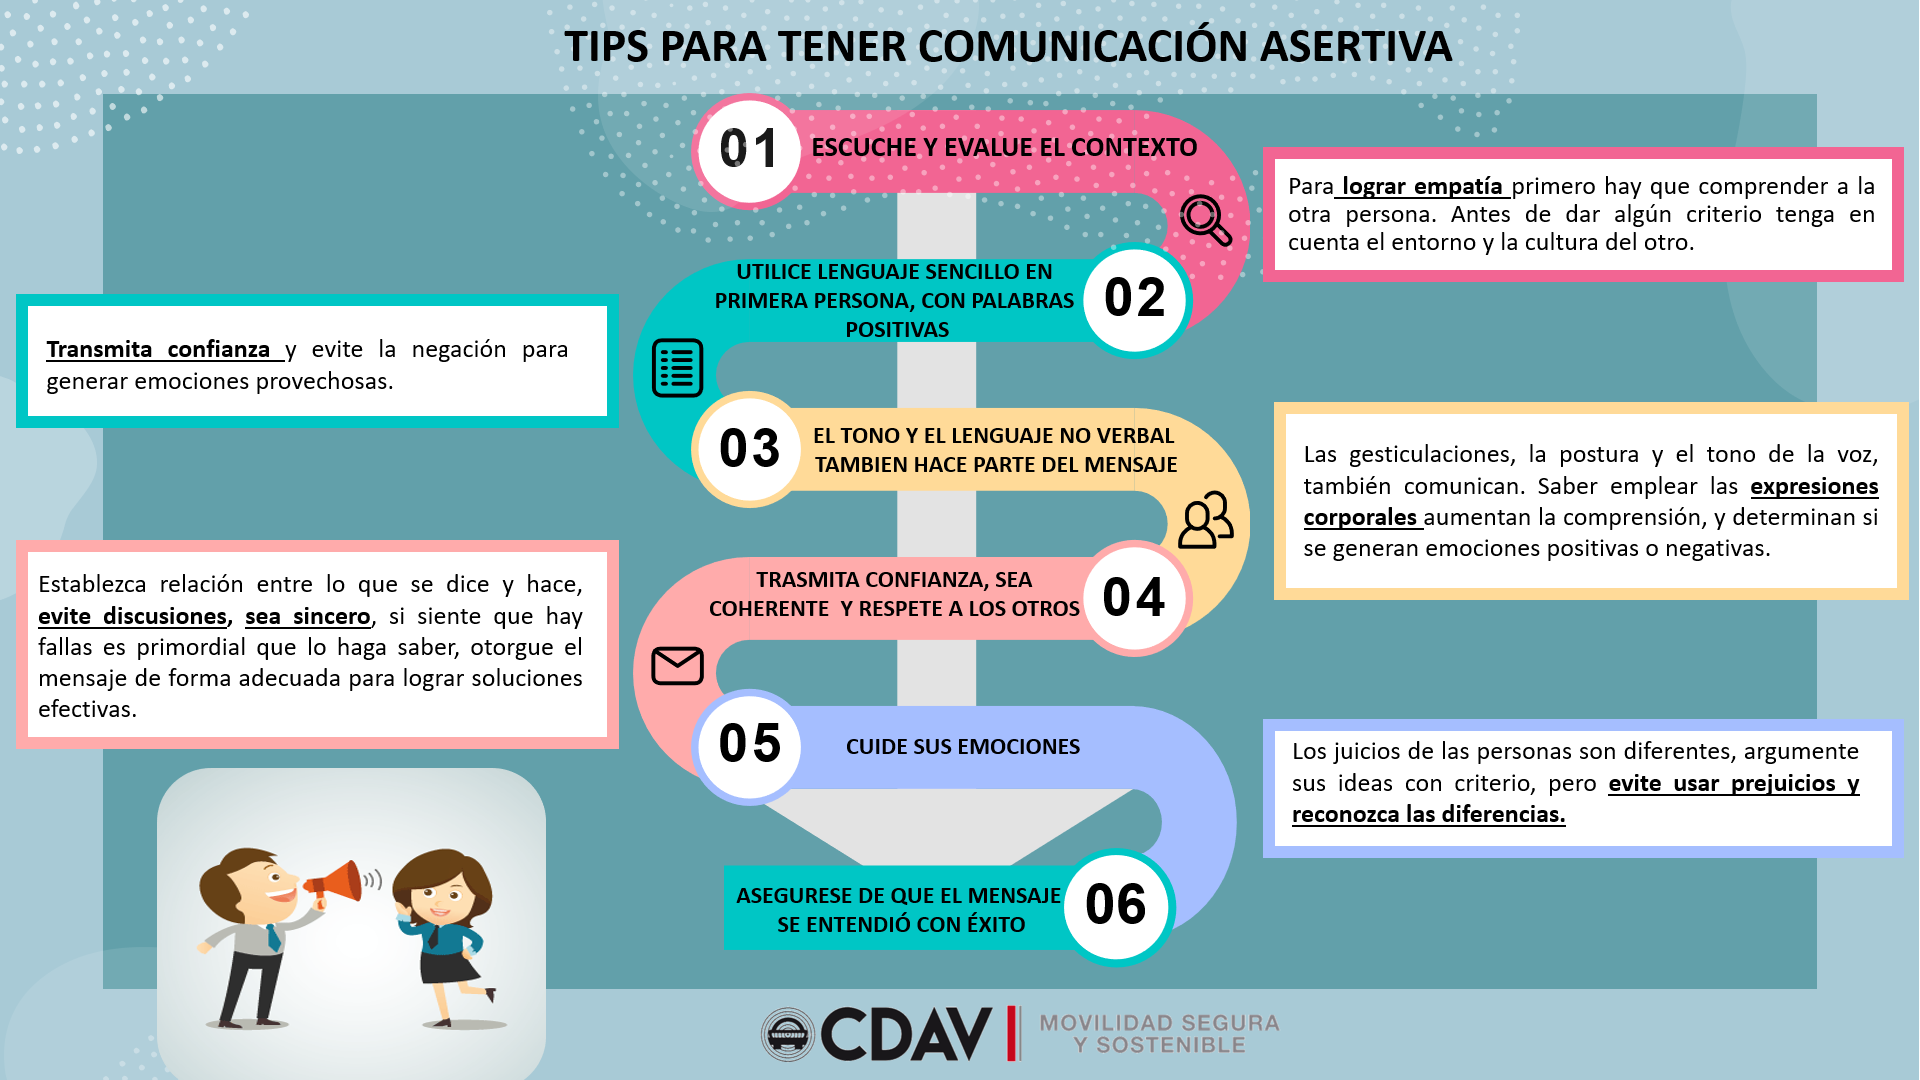 TIPS PARA TENER COMUNICACIÓN ASERTIVA
01
ESCUCHE Y EVALUE EL CONTEXTO
Para lograr empatía primero hay que comprender a la
otra persona. Antes de dar algún criterio tenga en
cuenta el entorno y la cultura del otro.
UTILICE LENGUAJE SENCILLO EN
PRIMERA PERSONA, CON PALABRAS
POSITIVAS
02
Transmita confianza y evite la negación para
generar emociones provechosas.
03
EL TONO Y EL LENGUAJE NO VERBAL
TAMBIEN HACE PARTE DEL MENSAJE
Las gesticulaciones, la postura y el tono de la voz,
también comunican. Saber emplear las expresiones
corporales aumentan la comprensión, y determinan si
se generan emociones positivas o negativas.
TRASMITA CONFIANZA, SEA
COHERENTE  Y RESPETE A LOS OTROS
04
Establezca relación entre lo que se dice y hace,
evite discusiones, sea sincero, si siente que hay
fallas es primordial que lo haga saber, otorgue el
mensaje de forma adecuada para lograr soluciones
efectivas.
05
CUIDE SUS EMOCIONES
Los juicios de las personas son diferentes, argumente
sus ideas con criterio, pero evite usar prejuicios y
reconozca las diferencias.
ASEGURESE DE QUE EL MENSAJE
SE ENTENDIÓ CON ÉXITO
06
CDAV
MOVILIDAD SEGURA
Y SOSTENIBLE